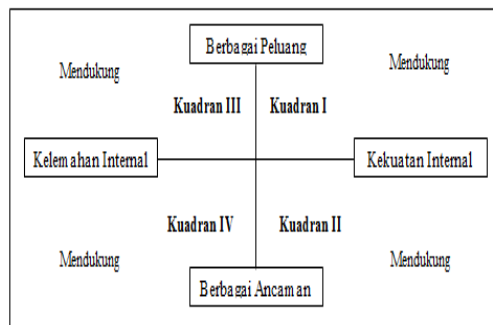 Berbagai Peluang
Mendukung
Mendukung
Kuadran III
Kuadran I
Kelemahan Internal
Kekuatan Internal
Kuadran IV
Kuadran II
Mendukung
Mendukung
Berbagai Ancaman